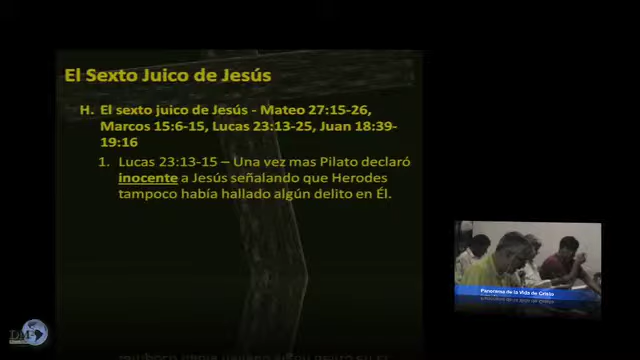 El Sexto Juico de Jesús
H. El sexto juico de Jesús - Mateo 27:15-26,
Marcos 15:6-15, Lucas 23:13-25, Juan 18:39-
19:16
1. Lucas 23:13-15 – Una vez mas Pilato declaró
inocente a Jesús señalando que Herodes
tampoco había hallado algún delito en Él.
Panorama de la Vida de Cristo
DM